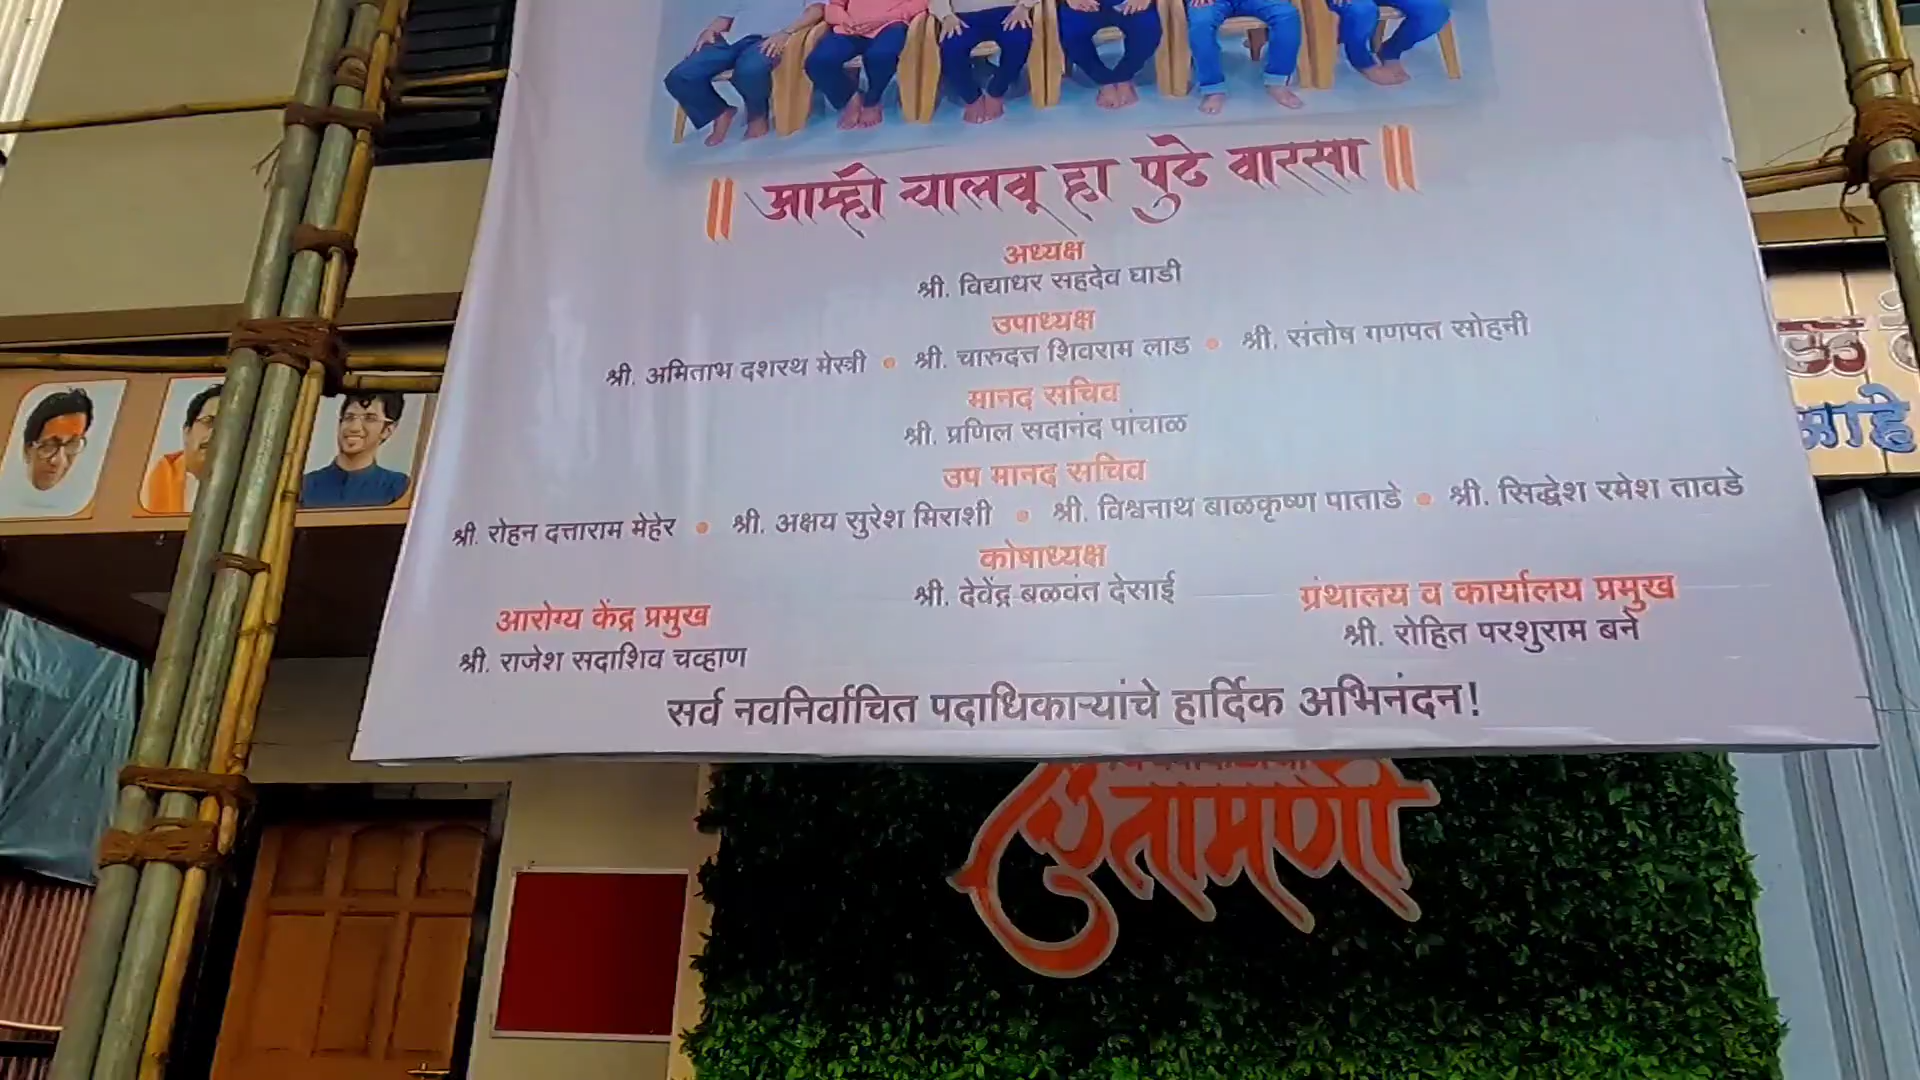 ॥ आम्ही चालवू हा पुढे वारसा ॥
अध्यक्ष
श्री. विद्याधर सहदेव घाडी
उपाध्यक्ष
श्री. अमिताभ दशरथ मेस्त्री • श्री. चारुदत्त शिवराम लाड • श्री. संतोष गणपत सोहनी
मानद सचिव
श्री. प्रणिल सदानंद पांचाळ
उप मानद सचिव
श्री. रोहन दत्ताराम मेहेर • श्री. अक्षय सुरेश मिराशी • श्री. विश्वनाथ बाळकृष्ण पाताडे • श्री. सिद्धेश रमेश तावडे
कोषाध्यक्ष
श्री. देवेंद्र बळवंत देसाई
आरोग्य केंद्र प्रमुख
श्री. राजेश सदाशिव चव्हाण
ग्रंथालय व कार्यालय प्रमुख
श्री. रोहित परशुराम बने
सर्व नवनिर्वाचित पदाधिकाऱ्यांचे हार्दिक अभिनंदन!
आहे